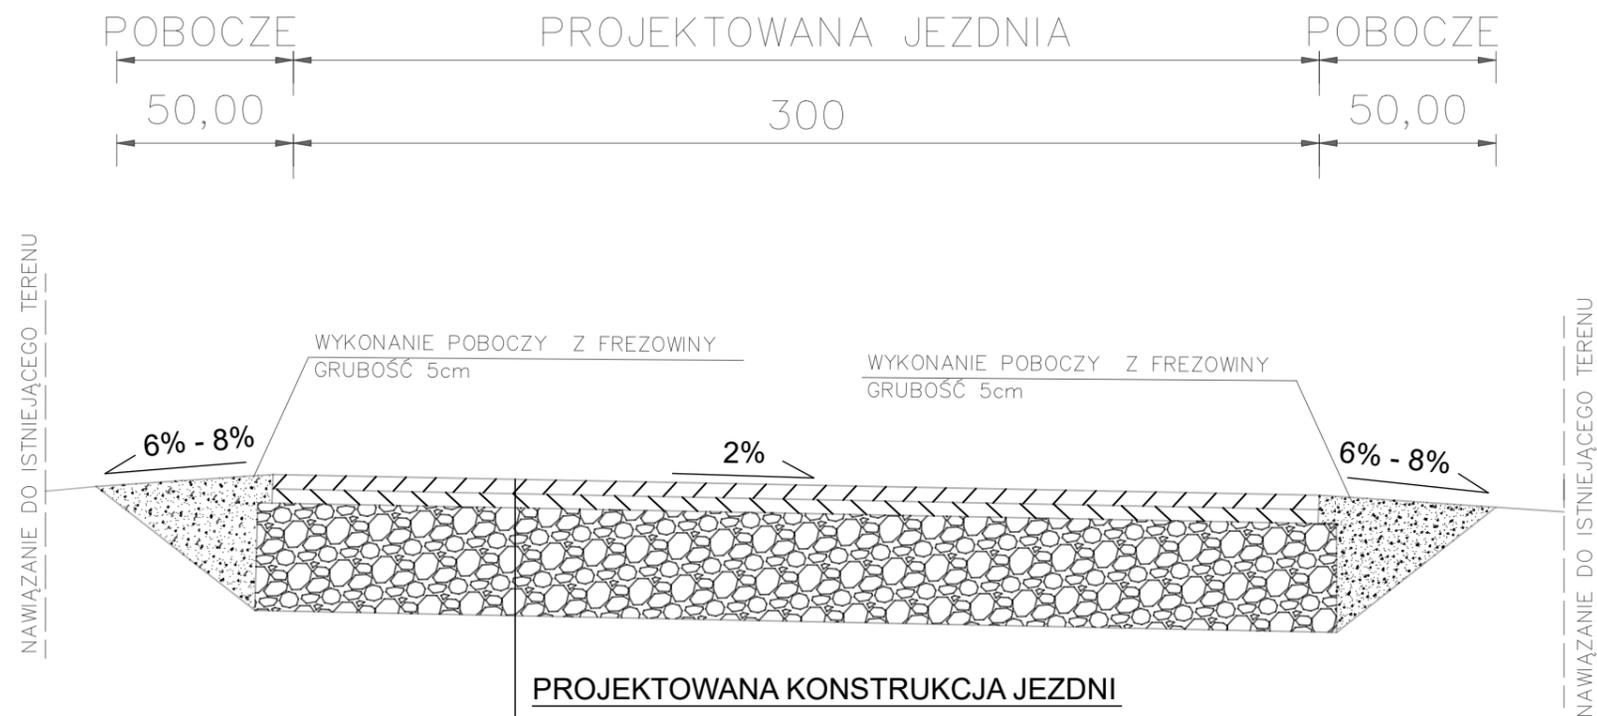 POBOCZE PROJEKTOWANA JEZDNIA POBOCZE
50,00 300 50,00
NAWIĄZANIE DO ISTNIEJĄCEGO TERENU
WYKONANIE POBOCZY Z FREZOWINY
GRUBOŚĆ 5cm
WYKONANIE POBOCZY Z FREZOWINY
GRUBOŚĆ 5cm
6% - 8%
2%
6% - 8%
NAWIĄZANIE DO ISTNIEJĄCEGO TERENU
PROJEKTOWANA KONSTRUKCJA JEZDNI